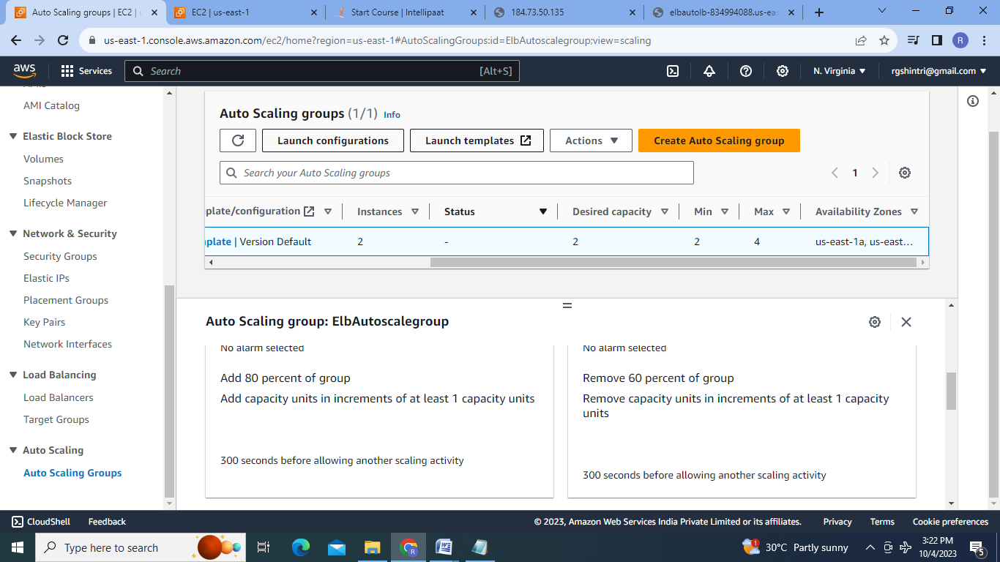 Auto Scaling groups | EC2 | u
EC2 | us-east-1
Start Course | Intellipaat
184.73.50.135
elbautolb-834994088.us-eas
us-east-1.console.aws.amazon.com/ec2/home?region=us-east-1#AutoScalingGroups:id=ElbAutoscalegroup;view=scaling
R
aws
Services
Search
[Alt+S]
N. Virginia
rgshintri@gmail.com
AMI Catalog
Elastic Block Store
Volumes
Snapshots
Lifecycle Manager
Network & Security
Security Groups
Elastic IPs
Placement Groups
Key Pairs
Network Interfaces
Load Balancing
Load Balancers
Target Groups
Auto Scaling
Auto Scaling Groups
Auto Scaling groups (1/1) Info
Launch configurations
Launch templates
Actions
Create Auto Scaling group
Search your Auto Scaling groups
1
plate/configuration
Instances
Status
Desired capacity
Min
Max
Availability Zones
plate | Version Default
2
-
2
2
4
us-east-1a, us-east...
Auto Scaling group: ElbAutoscalegroup
No alarm selected
Add 80 percent of group
Add capacity units in increments of at least 1 capacity units
300 seconds before allowing another scaling activity
No alarm selected
Remove 60 percent of group
Remove capacity units in increments of at least 1 capacity
units
300 seconds before allowing another scaling activity
CloudShell
Feedback
© 2023, Amazon Web Services India Private Limited or its affiliates.
Privacy
Terms
Cookie preferences
Type here to search
30°C Partly sunny
3:22 PM
10/4/2023
5